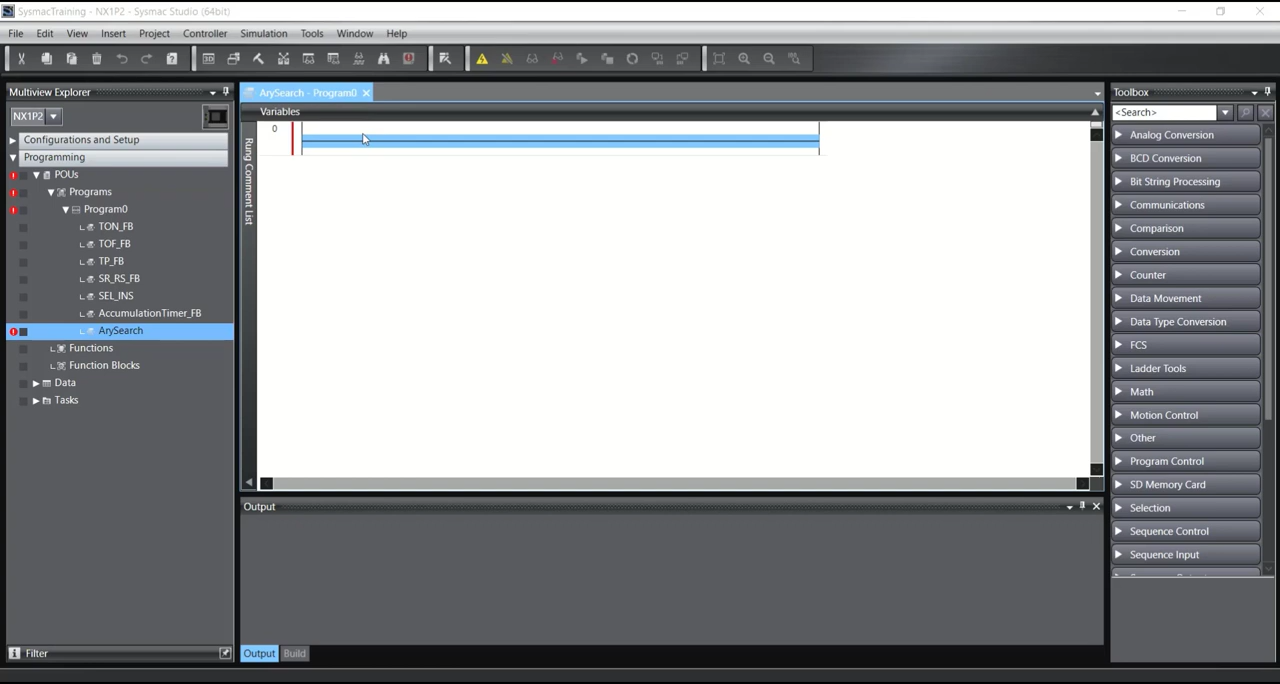 SysmacTraining - NX1P2 - Sysmac Studio (64bit)
File Edit View Insert Project Controller Simulation Tools Window Help
Multiview Explorer
NX1P2
Configurations and Setup
Programming
POUs
Programs
Program0
TON_FB
TOF_FB
TP_FB
SR_RS_FB
SEL_INS
AccumulationTimer_FB
ArySearch
Functions
Function Blocks
Data
Tasks
Filter
ArySearch - Program0
Variables
0
Rung Comment List
Output
Output Build
Toolbox
<Search>
Analog Conversion
BCD Conversion
Bit String Processing
Communications
Comparison
Conversion
Counter
Data Movement
Data Type Conversion
FCS
Ladder Tools
Math
Motion Control
Other
Program Control
SD Memory Card
Selection
Sequence Control
Sequence Input